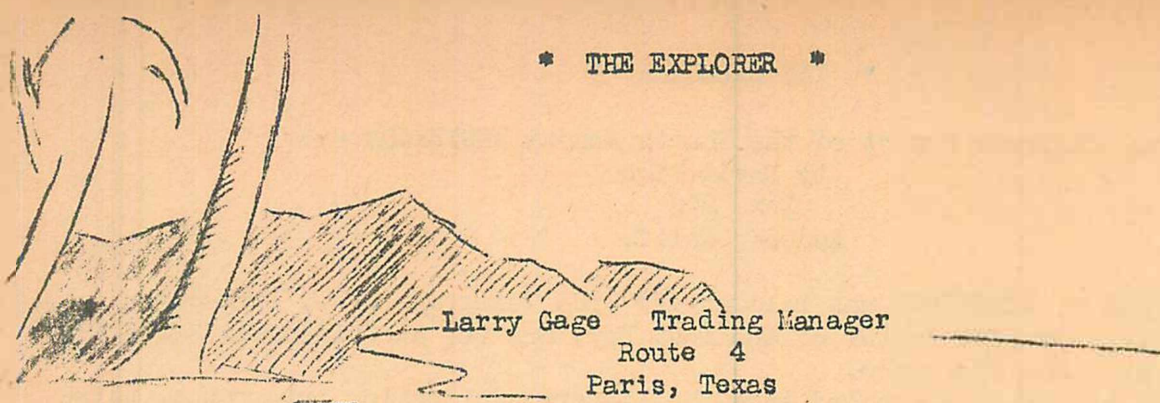 * THE EXPLORER *
Larry Gage Trading Manager
Route 4
Paris, Texas